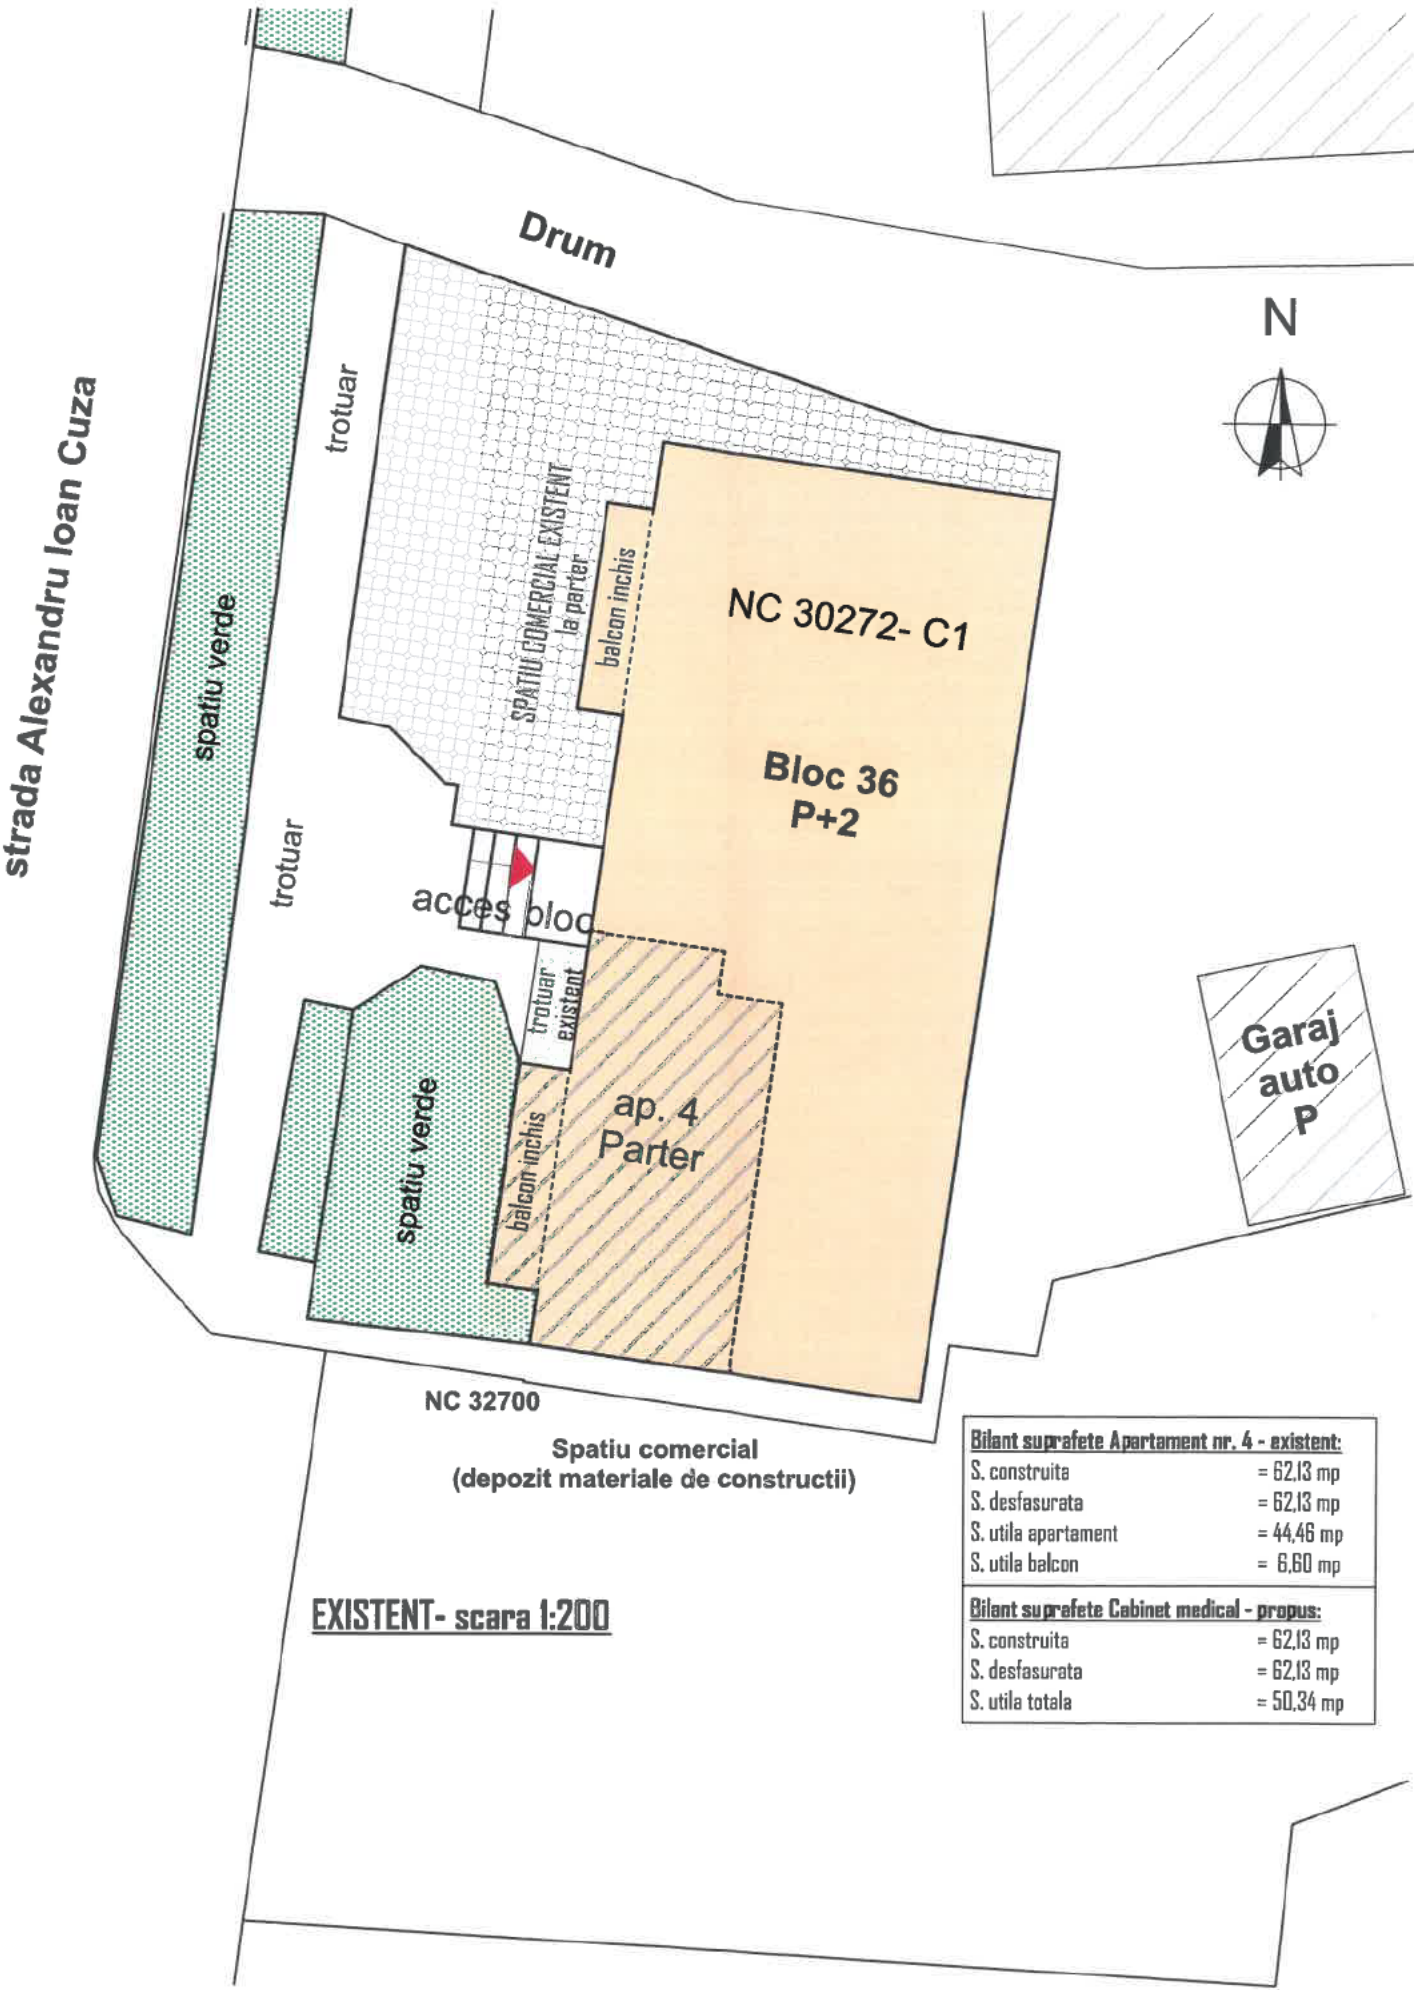 Drum
N
strada Alexandru Ioan Cuza
trotuar
spatiu verde
SPATIU COMERCIAL EXISTENT
la parter
balcon inchis
NC 30272- C1
Bloc 36
P+2
trotuar
acces bloc
trotuar
existent
Garaj
auto
P
spatiu verde
balcon inchis
ap. 4
Parter
NC 32700
Spatiu comercial
(depozit materiale de constructii)
Bilant suprafete Apartament nr. 4 - existent:
S. construita = 62,13 mp
S. desfasurata = 62,13 mp
S. utila apartament = 44,46 mp
S. utila balcon = 6,60 mp
Bilant suprafete Cabinet medical - propus:
S. construita = 62,13 mp
S. desfasurata = 62,13 mp
S. utila totala = 50,34 mp
EXISTENT- scara 1:200